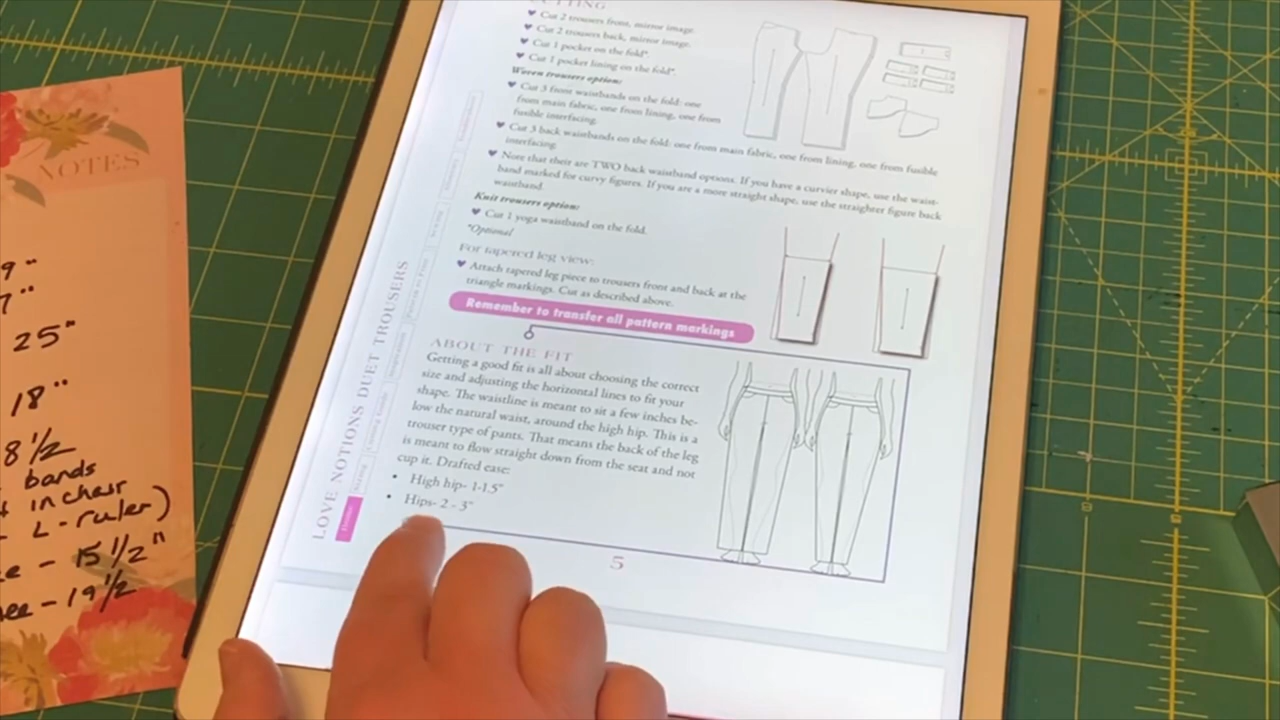 CUTTING
Cut 2 trousers front, mirror image.
Cut 2 trousers back, mirror image.
Cut 1 pocket on the fold*.
Cut 1 pocket lining on the fold*.
Woven trousers option:
Cut 3 front waistbands on the fold: one
from main fabric, one from lining, one from
fusible interfacing.
Cut 3 back waistbands on the fold: one from main fabric, one from lining, one from fusible
interfacing.
Note that their are TWO back waistband options. If you have a curvier shape, use the waist-
band marked for curvy figures. If you are a more straight shape, use the straighter figure back
waistband.
Knit trousers option:
Cut 1 yoga waistband on the fold.
*Optional
For tapered leg view:
Attach tapered leg piece to trousers front and back at the
triangle markings. Cut as described above.
Remember to transfer all pattern markings
ABOUT THE FIT
Getting a good fit is all about choosing the correct
size and adjusting the horizontal lines to fit your
shape. The waistline is meant to sit a few inches be-
low the natural waist, around the high hip. This is a
trouser type of pants. That means the back of the leg
is meant to flow straight down from the seat and not
cup it. Drafted ease:
• High hip- 1-1.5"
• Hips- 2 - 3"
5
LOVE NOTIONS DUET TROUSERS
NOTES
9"
7"
25"
18"
8 1/2
bands
inchest
L-ruler)
- 15 1/2"
- 19 1/2